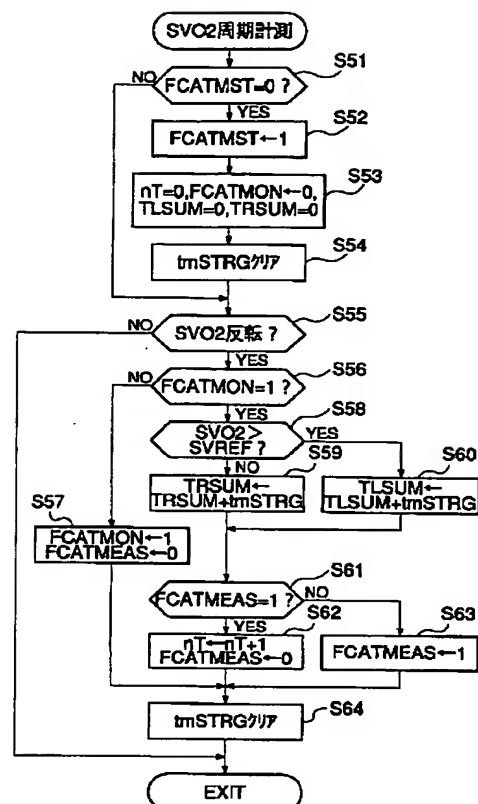 SVO2周期計測
S51
NO
FCATMST=0 ?
YES
S52
FCATMST←1
S53
nT=0,FCATMON←0,
TLSUM=0,TRSUM=0
S54
tmSTRGクリア
S55
NO
SVO2反転 ?
YES
S56
NO
FCATMON=1 ?
YES
S58
SVO2>
SVREF ?
YES
NO
S59
TRSUM←
TRSUM+tmSTRG
S60
TLSUM←
TLSUM+tmSTRG
S57
FCATMON←1
FCATMEAS←0
S61
FCATMEAS=1 ?
NO
YES
S62
nT←nT+1
FCATMEAS←0
S63
FCATMEAS←1
S64
tmSTRGクリア
EXIT